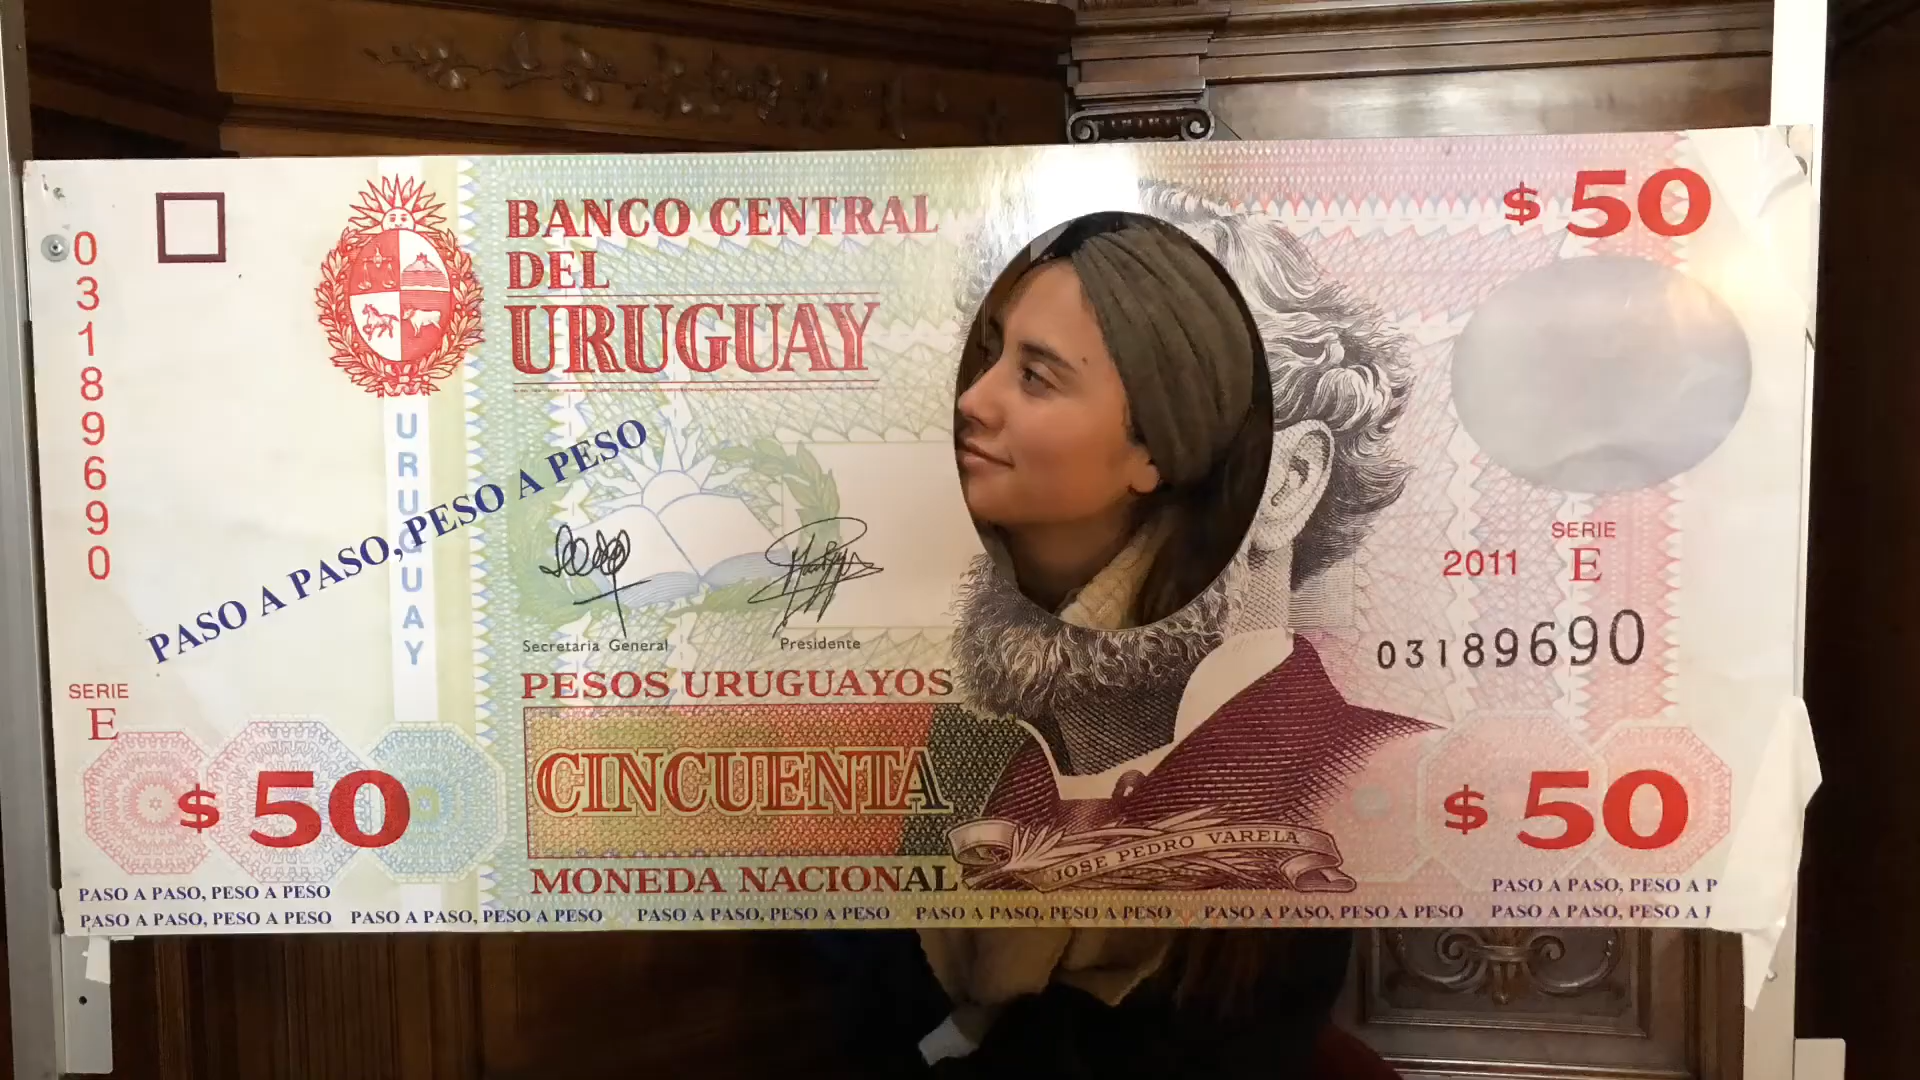 0
3
1
8
9
6
9
0
BANCO CENTRAL
DEL
URUGUAY
$ 50
URUGUAY
PASO A PASO, PESO A PESO
Secretaria General
Presidente
PESOS URUGUAYOS
CINCUENTA
MONEDA NACIONAL
SERIE
E
$ 50
SERIE
2011 E
03189690
JOSE PEDRO VARELA
$ 50
PASO A PASO, PESO A PESO
PASO A PASO, PESO A P
PASO A PASO, PESO A PESO PASO A PASO, PESO A PESO PASO A PASO, PESO A PESO PASO A PASO, PESO A PESO PASO A PASO, PESO A PESO PASO A PASO, PESO A